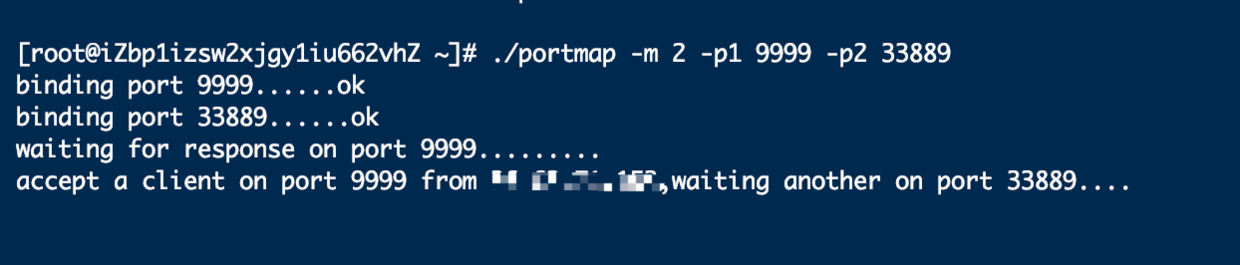 [root@iZbp1izsw2xjgy1iu662vhZ ~]# ./portmap -m 2 -p1 9999 -p2 33889
binding port 9999......ok
binding port 33889......ok
waiting for response on port 9999.........
accept a client on port 9999 from ,waiting another on port 33889....